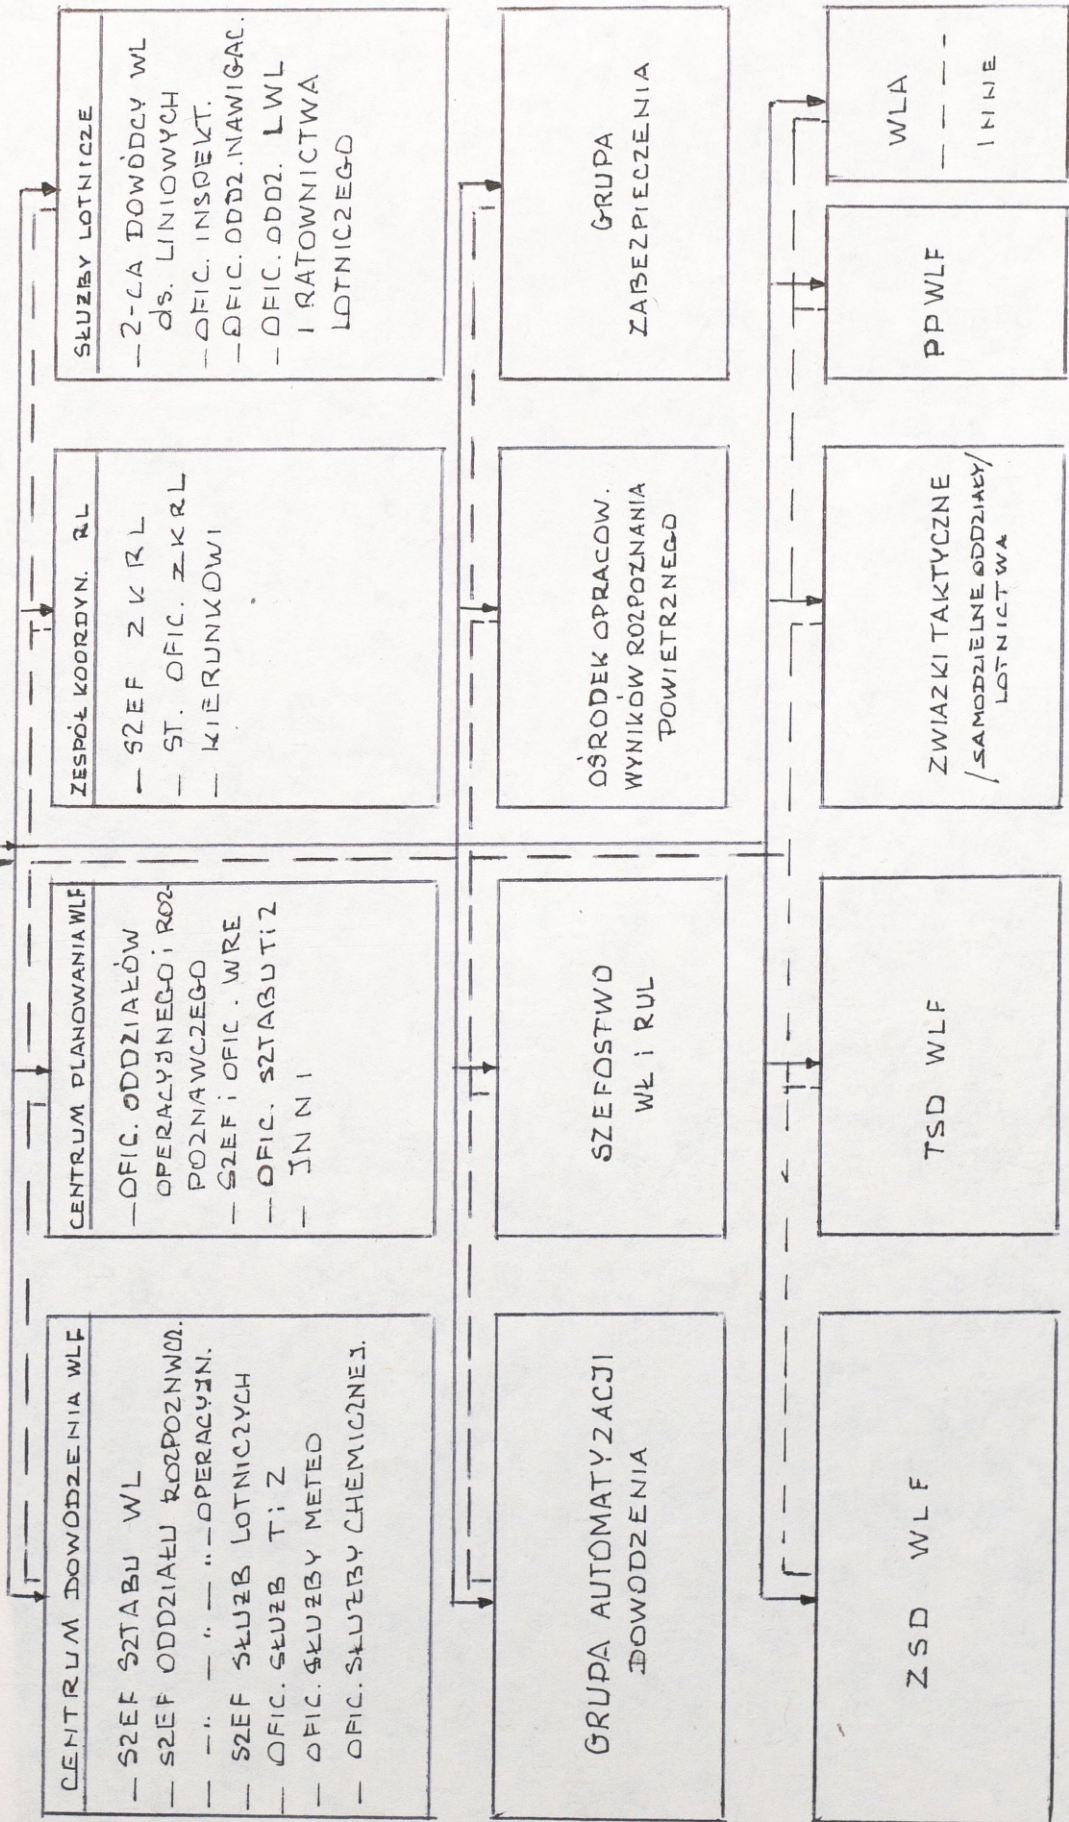 CENTRUM DOWODZENIA WLF
— SZEF SZTABU WL
— SZEF ODDZIAŁU ROZPOZNWCZ.
— -"- —"— —"— OPERACYJN.
— SZEF SŁUŻB LOTNICZYCH
— OFIC. SŁUŻB T i Z
— OFIC. SŁUŻBY METEO
— OFIC. SŁUŻBY CHEMICZNEJ.
CENTRUM PLANOWANIA WLF
— OFIC. ODDZIAŁÓW
OPERACYJNEGO i ROZ-
POZNAWCZEGO
— SZEF i OFIC. WRE
— OFIC. SZTABU T i Z
— JNNI
ZESPÓŁ KOORDYN. RL
— SZEF ZKRL
— ST. OFIC. ZKRL
— KIERUNKOWI
SŁUŻBY LOTNICZE
— Z-CA DOWÓDCY WL
ds. LINIOWYCH
— OFIC. INSPEKT.
— OFIC. ODDZ. NAWIGAC.
— OFIC. ODDZ. LWL
I RATOWNICTWA
LOTNICZEGO
GRUPA AUTOMATYZACJI
DOWODZENIA
SZEFOSTWO
WŁ i RUL
OŚRODEK OPRACOW.
WYNIKÓW ROZPOZNANIA
POWIETRZNEGO
GRUPA
ZABEZPIECZENIA
ZSD WLF
TSD WLF
ZWIĄZKI TAKTYCZNE
/SAMODZIELNE ODDZIAŁY/
LOTNICTWA
PPWLF
WLA
INNE